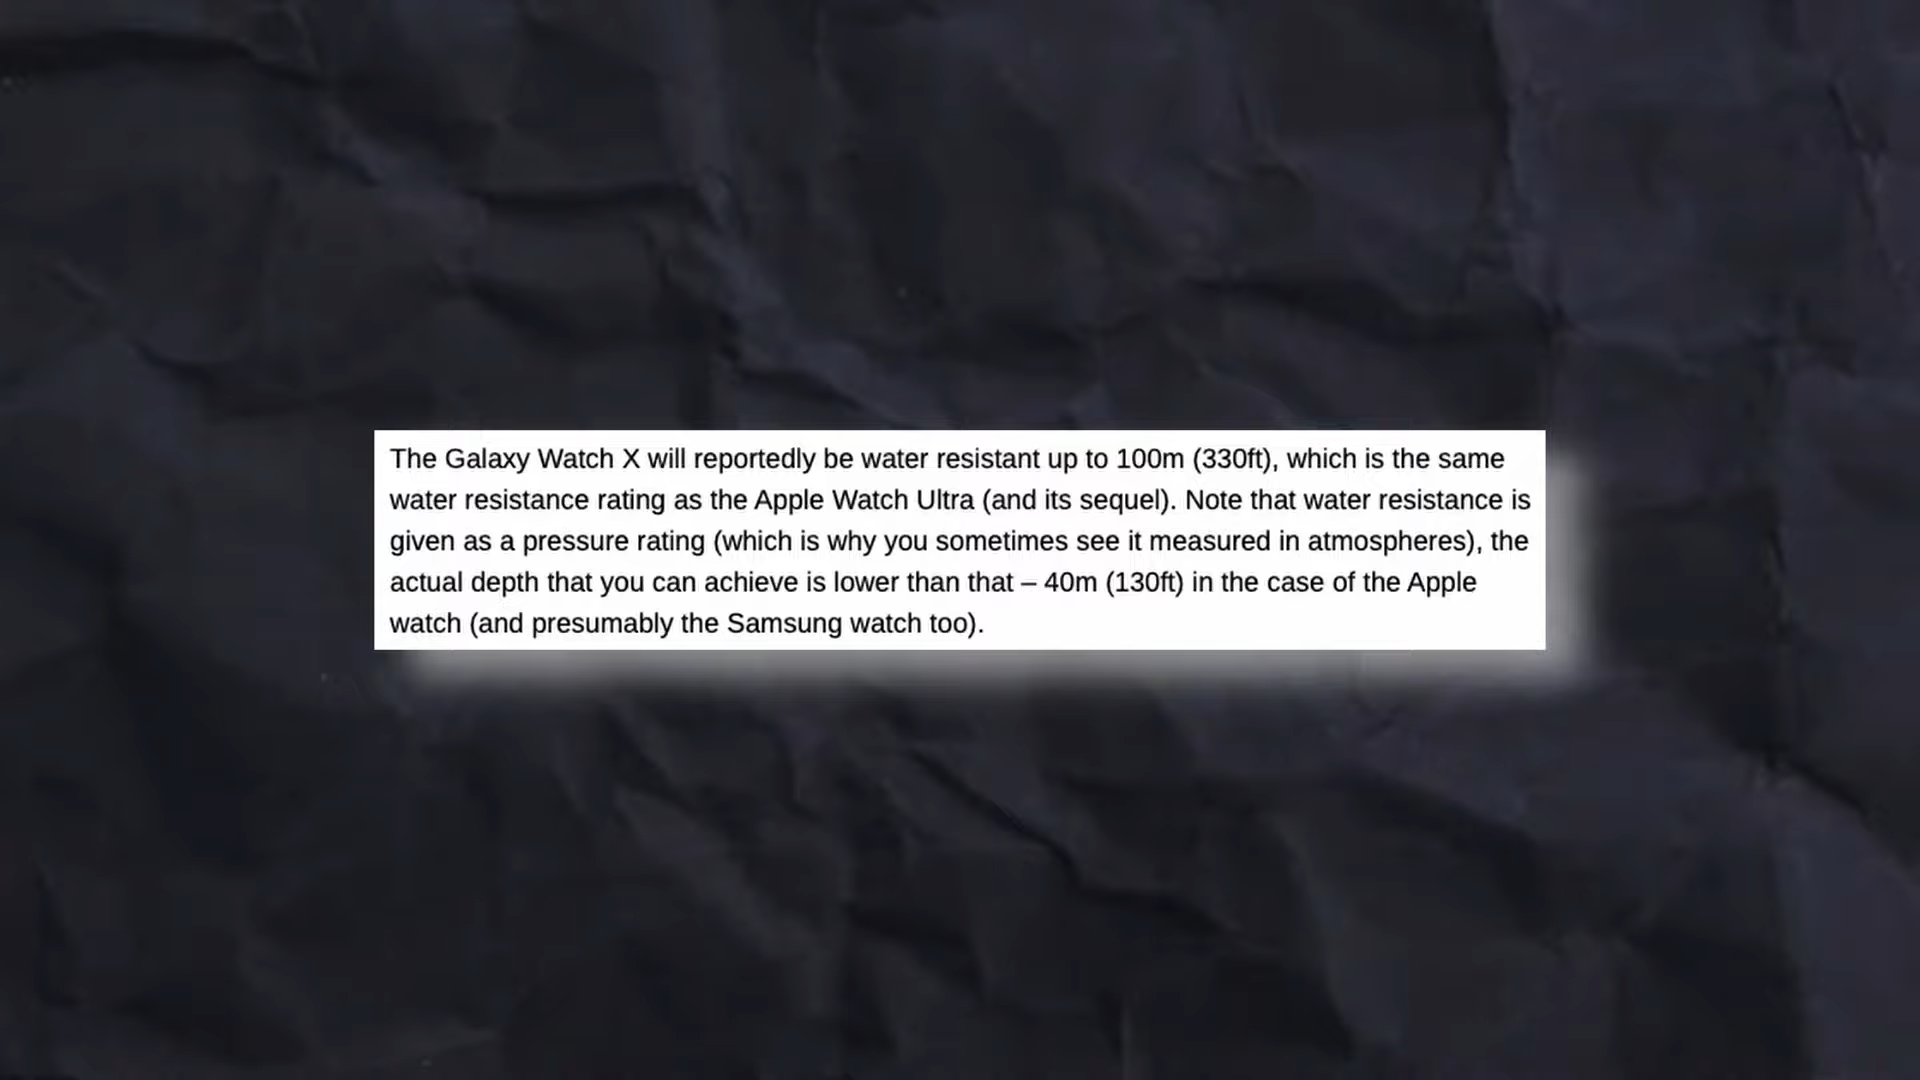 The Galaxy Watch X will reportedly be water resistant up to 100m (330ft), which is the same
water resistance rating as the Apple Watch Ultra (and its sequel). Note that water resistance is
given as a pressure rating (which is why you sometimes see it measured in atmospheres), the
actual depth that you can achieve is lower than that – 40m (130ft) in the case of the Apple
watch (and presumably the Samsung watch too).